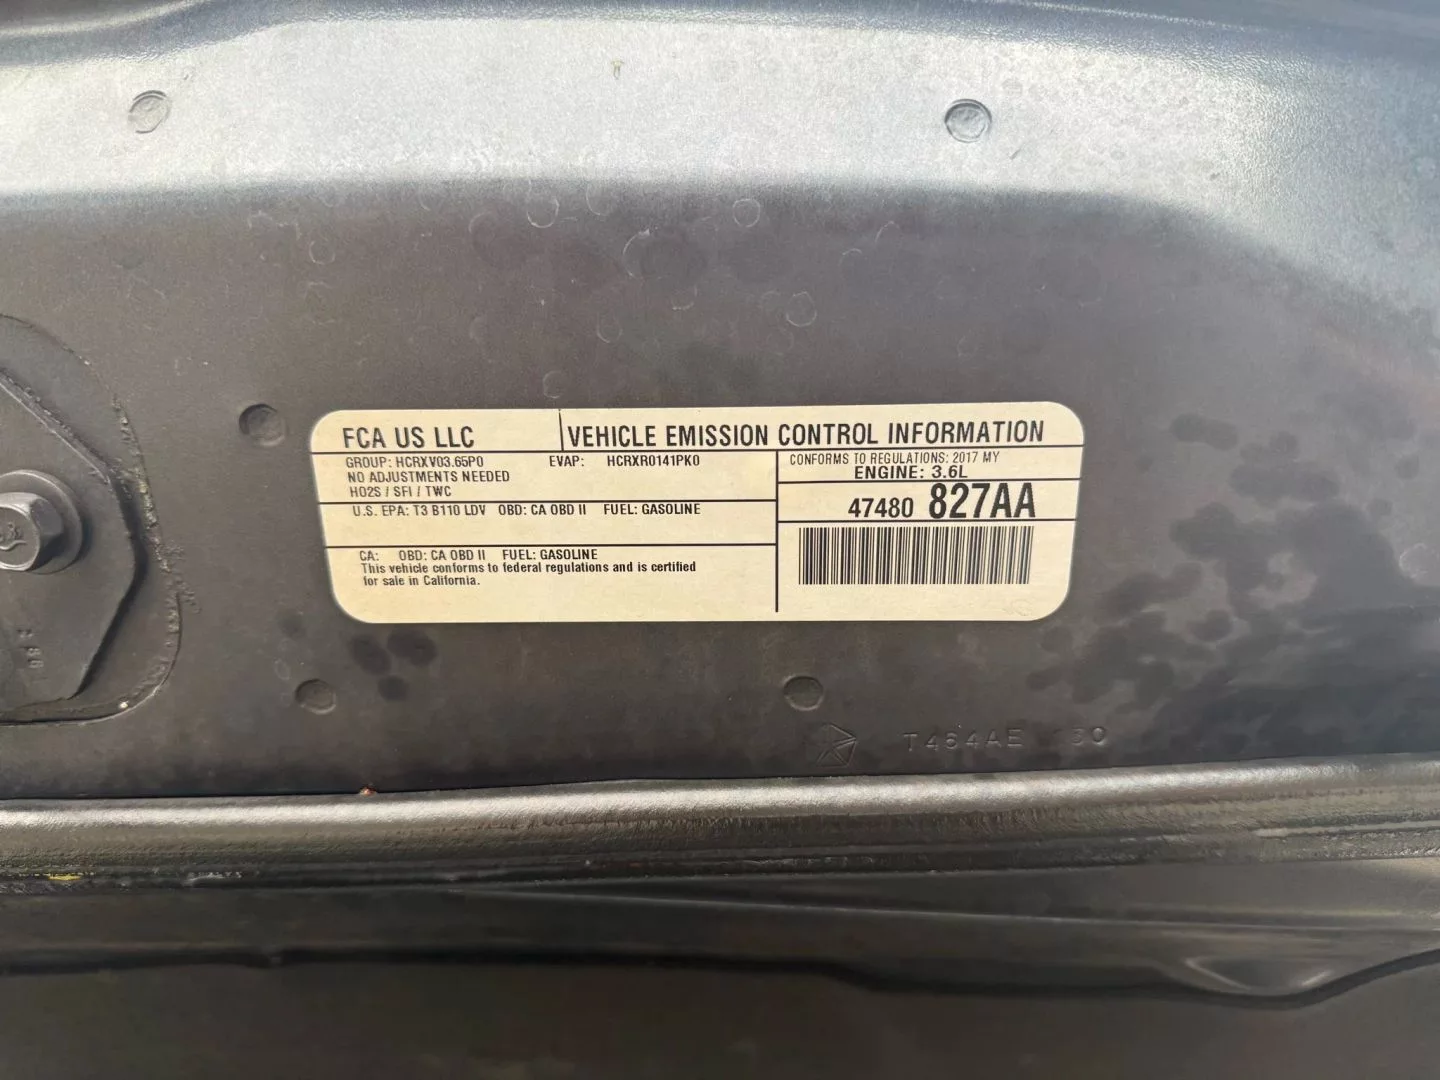 FCA US LLC
VEHICLE EMISSION CONTROL INFORMATION
GROUP: HCRXV03.65P0 EVAP: HCRXR0141PK0
NO ADJUSTMENTS NEEDED
HO2S / SFI / TWC
CONFORMS TO REGULATIONS: 2017 MY
ENGINE: 3.6L
47480 827AA
U.S. EPA: T3 B110 LDV OBD: CA OBD II FUEL: GASOLINE
CA: OBD: CA OBD II FUEL: GASOLINE
This vehicle conforms to federal regulations and is certified
for sale in California.
T464AE